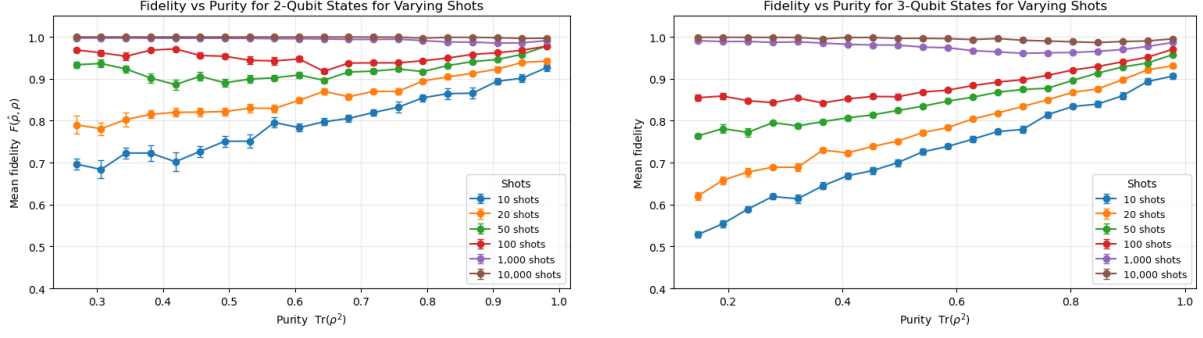 Fidelity vs Purity for 2-Qubit States for Varying Shots
Mean fidelity F(ρ̂, ρ)
1.0
0.9
0.8
0.7
0.6
0.5
0.4
0.3
0.4
0.5
0.6
0.7
0.8
0.9
1.0
Purity Tr(ρ²)
Shots
10 shots
20 shots
50 shots
100 shots
1,000 shots
10,000 shots
Fidelity vs Purity for 3-Qubit States for Varying Shots
Mean fidelity
1.0
0.9
0.8
0.7
0.6
0.5
0.4
0.2
0.4
0.6
0.8
1.0
Purity Tr(ρ²)
Shots
10 shots
20 shots
50 shots
100 shots
1,000 shots
10,000 shots